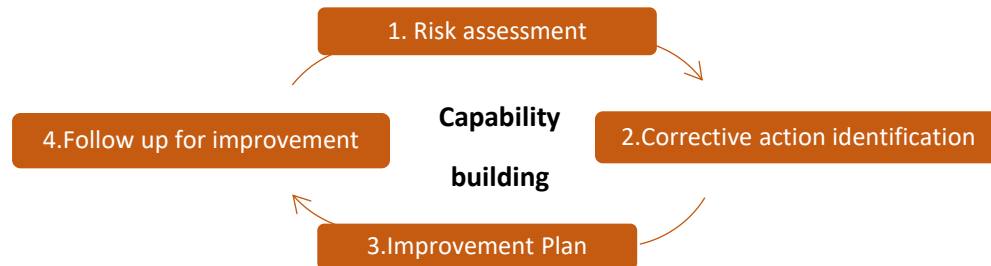 1. Risk assessment
Capability
building
2.Corrective action identification
3.Improvement Plan
4.Follow up for improvement